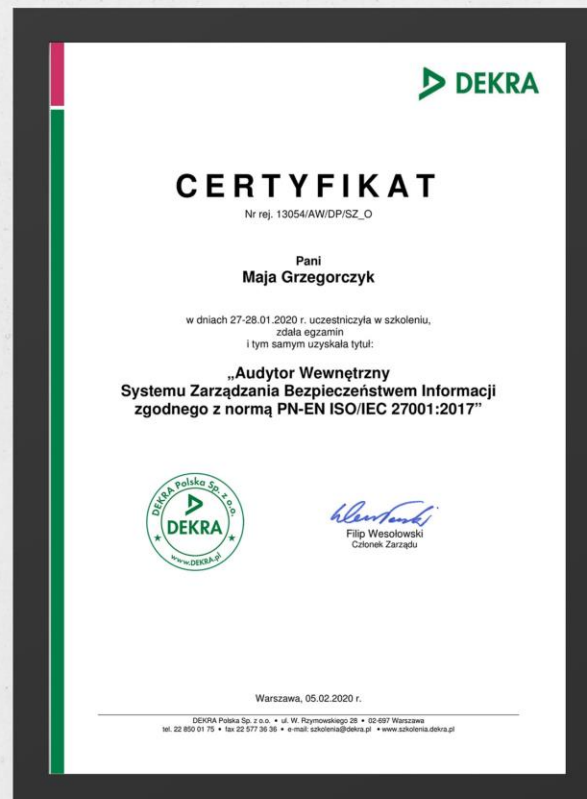 DEKRA
CERTYFIKAT
Nr rej. 13054/AW/DP/SZ_O
Pani
Maja Grzegorczyk
w dniach 27-28.01.2020 r. uczestniczyła w szkoleniu,
zdała egzamin
i tym samym uzyskała tytuł:
„Audytor Wewnętrzny
Systemu Zarządzania Bezpieczeństwem Informacji
zgodnego z normą PN-EN ISO/IEC 27001:2017”
DEKRA Polska Sp. z o.o.
DEKRA
www.DEKRA.pl
Filip Wesołowski
Członek Zarządu
Warszawa, 05.02.2020 r.
DEKRA Polska Sp. z o.o. • ul. W. Rzymowskiego 28 • 02-697 Warszawa
tel. 22 850 01 75 • fax 22 577 36 36 • e-mail: szkolenia@dekra.pl • www.szkolenia.dekra.pl